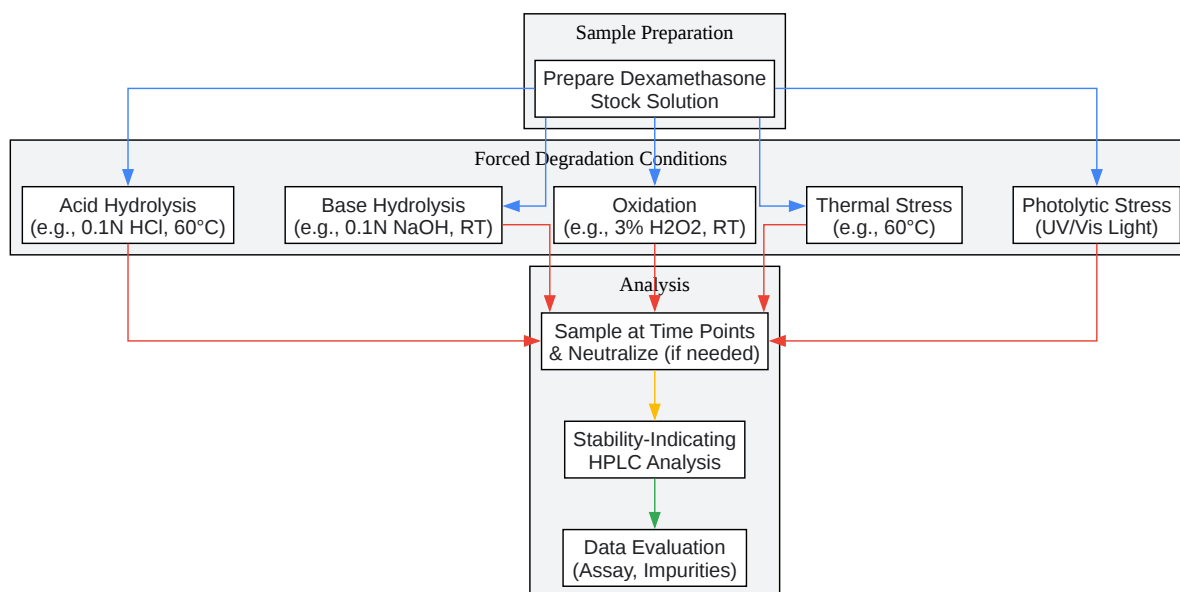 Sample Preparation
Prepare Dexamethasone
Stock Solution
Forced Degradation Conditions
Acid Hydrolysis
(e.g., 0.1N HCl, 60°C)
Base Hydrolysis
(e.g., 0.1N NaOH, RT)
Oxidation
(e.g., 3% H2O2, RT)
Thermal Stress
(e.g., 60°C)
Photolytic Stress
(UV/Vis Light)
Analysis
Sample at Time Points
& Neutralize (if needed)
Stability-Indicating
HPLC Analysis
Data Evaluation
(Assay, Impurities)